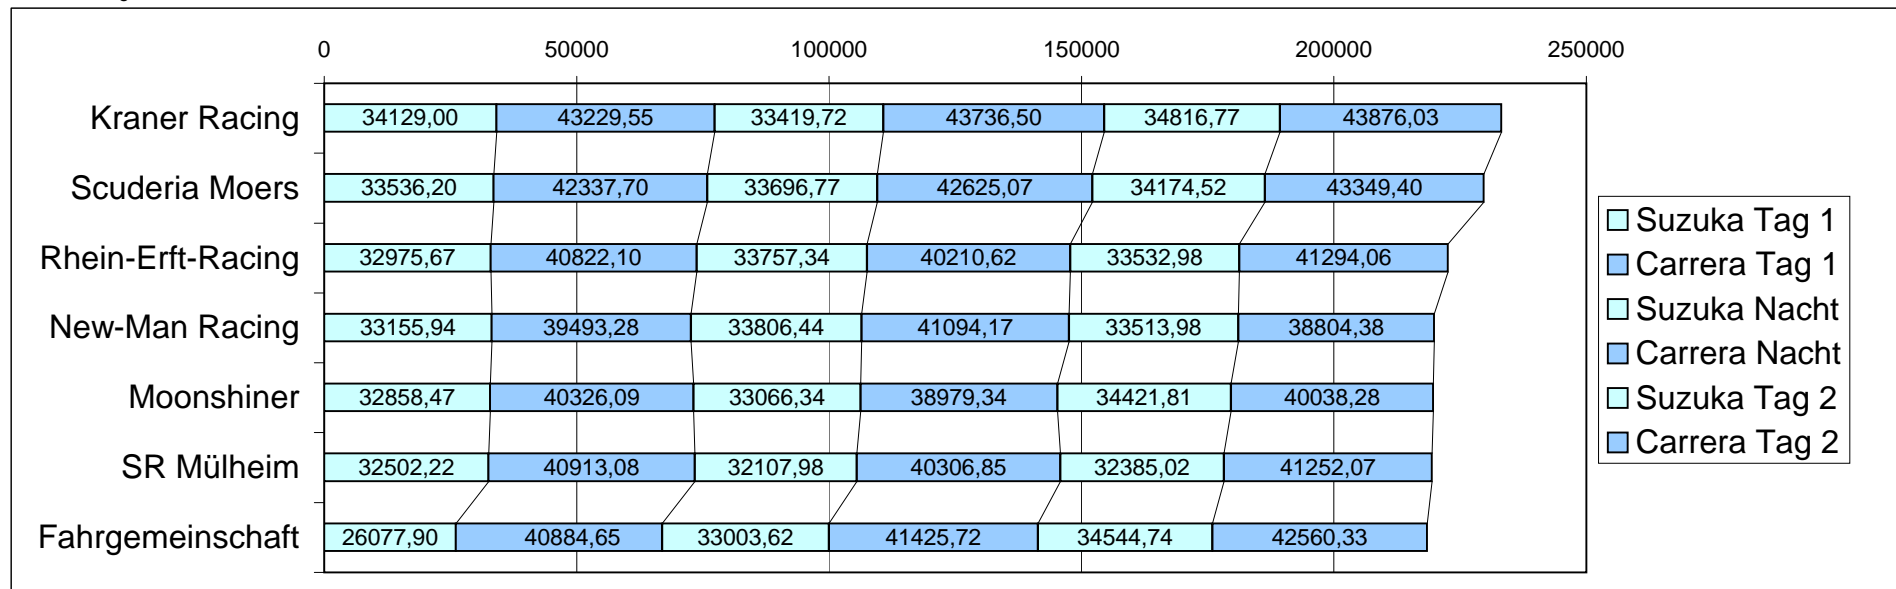 0 50000 100000 150000 200000 250000
Kraner Racing 34129,00 43229,55 33419,72 43736,50 34816,77 43876,03
Scuderia Moers 33536,20 42337,70 33696,77 42625,07 34174,52 43349,40
Rhein-Erft-Racing 32975,67 40822,10 33757,34 40210,62 33532,98 41294,06
New-Man Racing 33155,94 39493,28 33806,44 41094,17 33513,98 38804,38
Moonshiner 32858,47 40326,09 33066,34 38979,34 34421,81 40038,28
SR Mülheim 32502,22 40913,08 32107,98 40306,85 32385,02 41252,07
Fahrgemeinschaft 26077,90 40884,65 33003,62 41425,72 34544,74 42560,33
Suzuka Tag 1
Carrera Tag 1
Suzuka Nacht
Carrera Nacht
Suzuka Tag 2
Carrera Tag 2